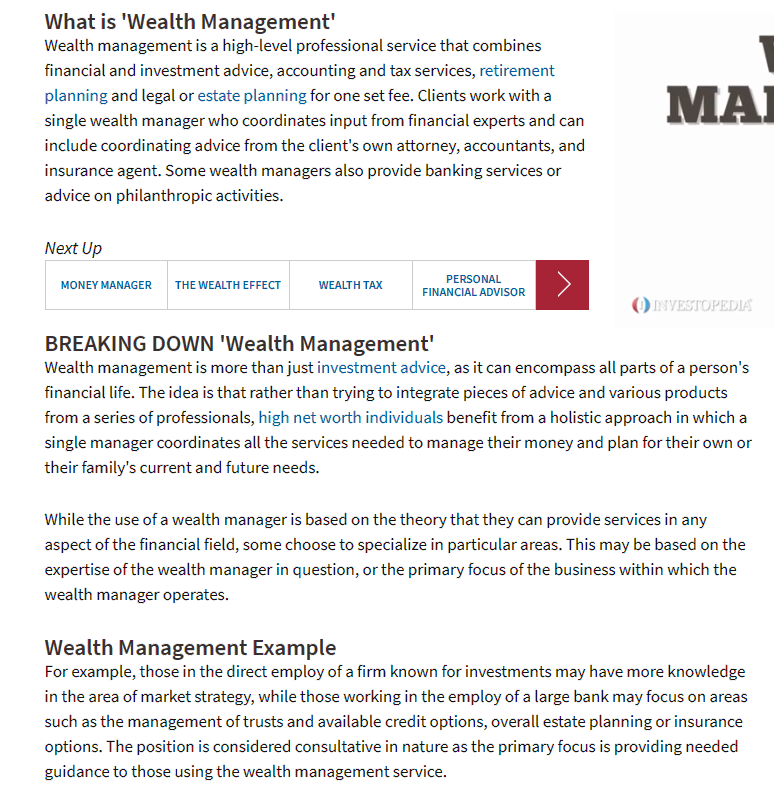 What is 'Wealth Management'
Wealth management is a high-level professional service that combines
financial and investment advice, accounting and tax services, retirement
planning and legal or estate planning for one set fee. Clients work with a
single wealth manager who coordinates input from financial experts and can
include coordinating advice from the client's own attorney, accountants, and
insurance agent. Some wealth managers also provide banking services or
advice on philanthropic activities.
INVESTOPEDIA
Next Up
MONEY MANAGER
THE WEALTH EFFECT
WEALTH TAX
PERSONAL
FINANCIAL ADVISOR
BREAKING DOWN 'Wealth Management'
Wealth management is more than just investment advice, as it can encompass all parts of a person's
financial life. The idea is that rather than trying to integrate pieces of advice and various products
from a series of professionals, high net worth individuals benefit from a holistic approach in which a
single manager coordinates all the services needed to manage their money and plan for their own or
their family's current and future needs.
While the use of a wealth manager is based on the theory that they can provide services in any
aspect of the financial field, some choose to specialize in particular areas. This may be based on the
expertise of the wealth manager in question, or the primary focus of the business within which the
wealth manager operates.
Wealth Management Example
For example, those in the direct employ of a firm known for investments may have more knowledge
in the area of market strategy, while those working in the employ of a large bank may focus on areas
such as the management of trusts and available credit options, overall estate planning or insurance
options. The position is considered consultative in nature as the primary focus is providing needed
guidance to those using the wealth management service.